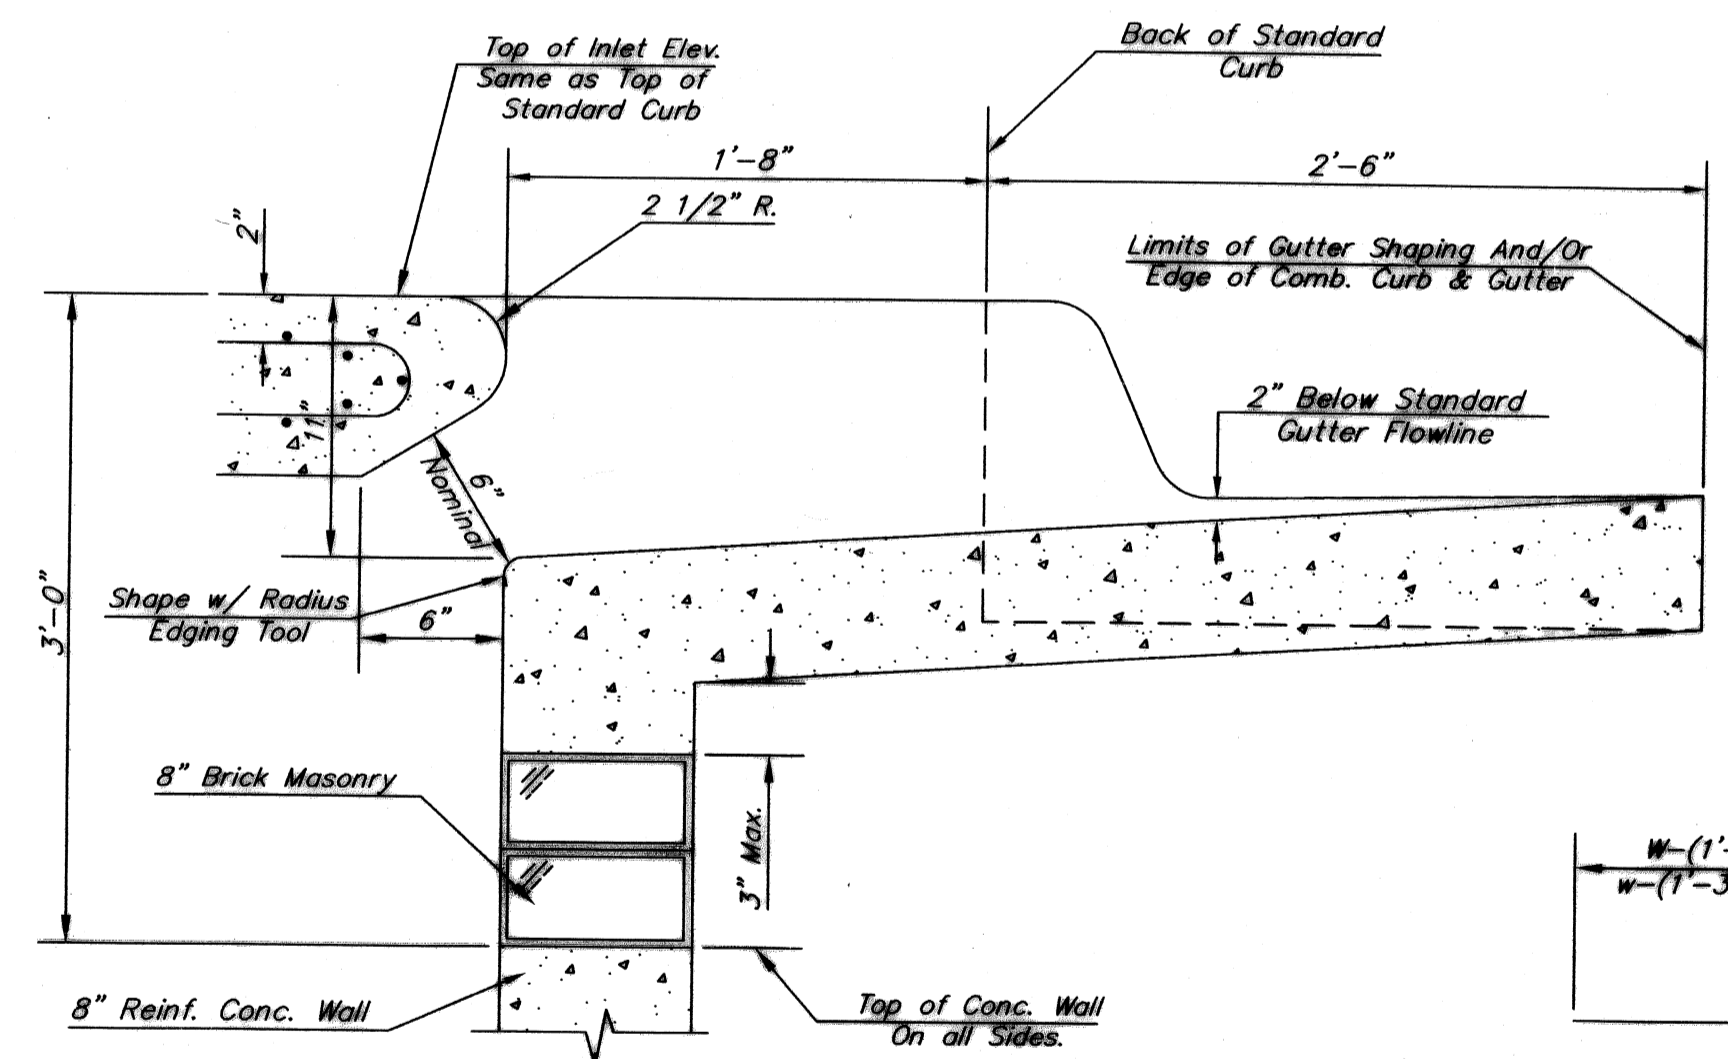 Top of Inlet Elev.
Same as Top of
Standard Curb
Back of Standard
Curb
1'-8"
2'-6"
2"
2 1/2" R.
Limits of Gutter Shaping And/Or
Edge of Comb. Curb & Gutter
11"
2" Below Standard
Gutter Flowline
6"
Nominal
3'-0"
Shape w/ Radius
Edging Tool
6"
8" Brick Masonry
3" Max.
W-(1'-
w-(1'-3
8" Reinf. Conc. Wall
Top of Conc. Wall
On all Sides.